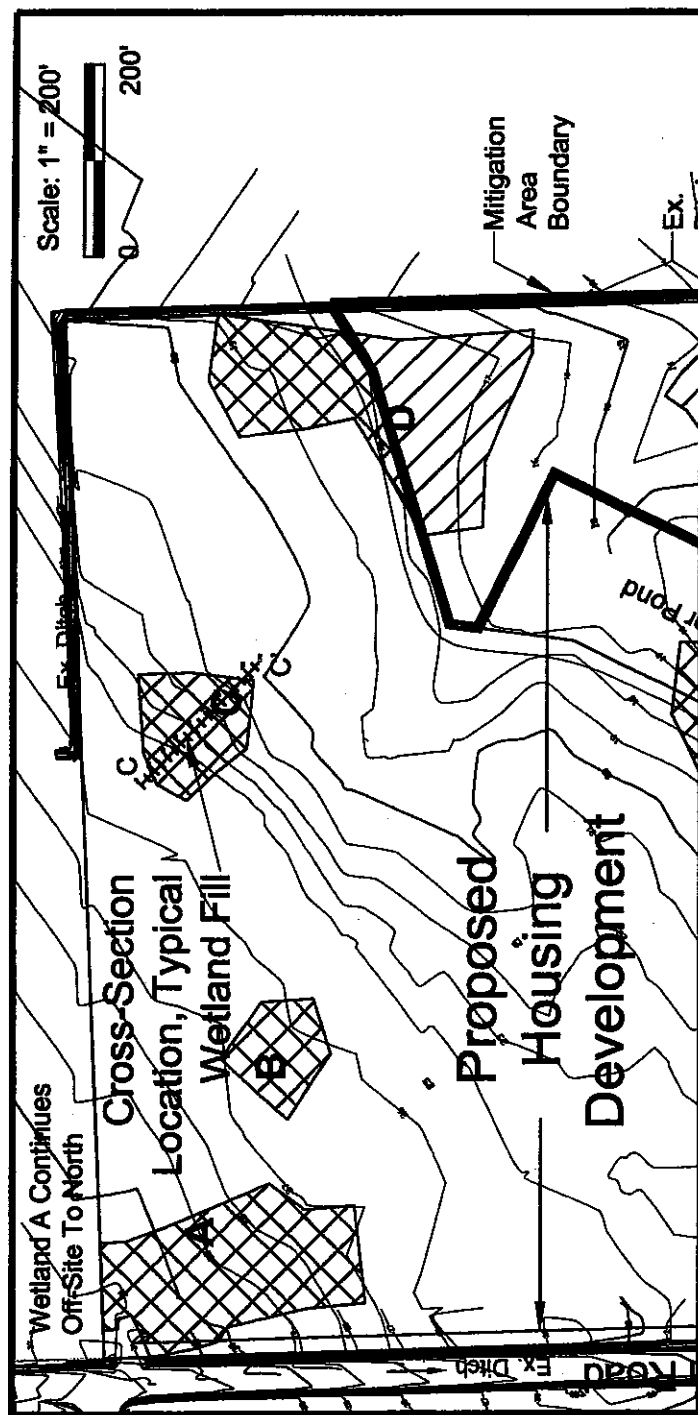 Wetland A Continues
Off-Site To North
Scale: 1" = 200'
0 200'
Ex. Ditch
Cross-Section
Location, Typical
Wetland Fill
C
C'
C
A
B
D
Mitigation
Area
Boundary
Ex.
Pond
Proposed
Housing
Development
Ex. Ditch
Road